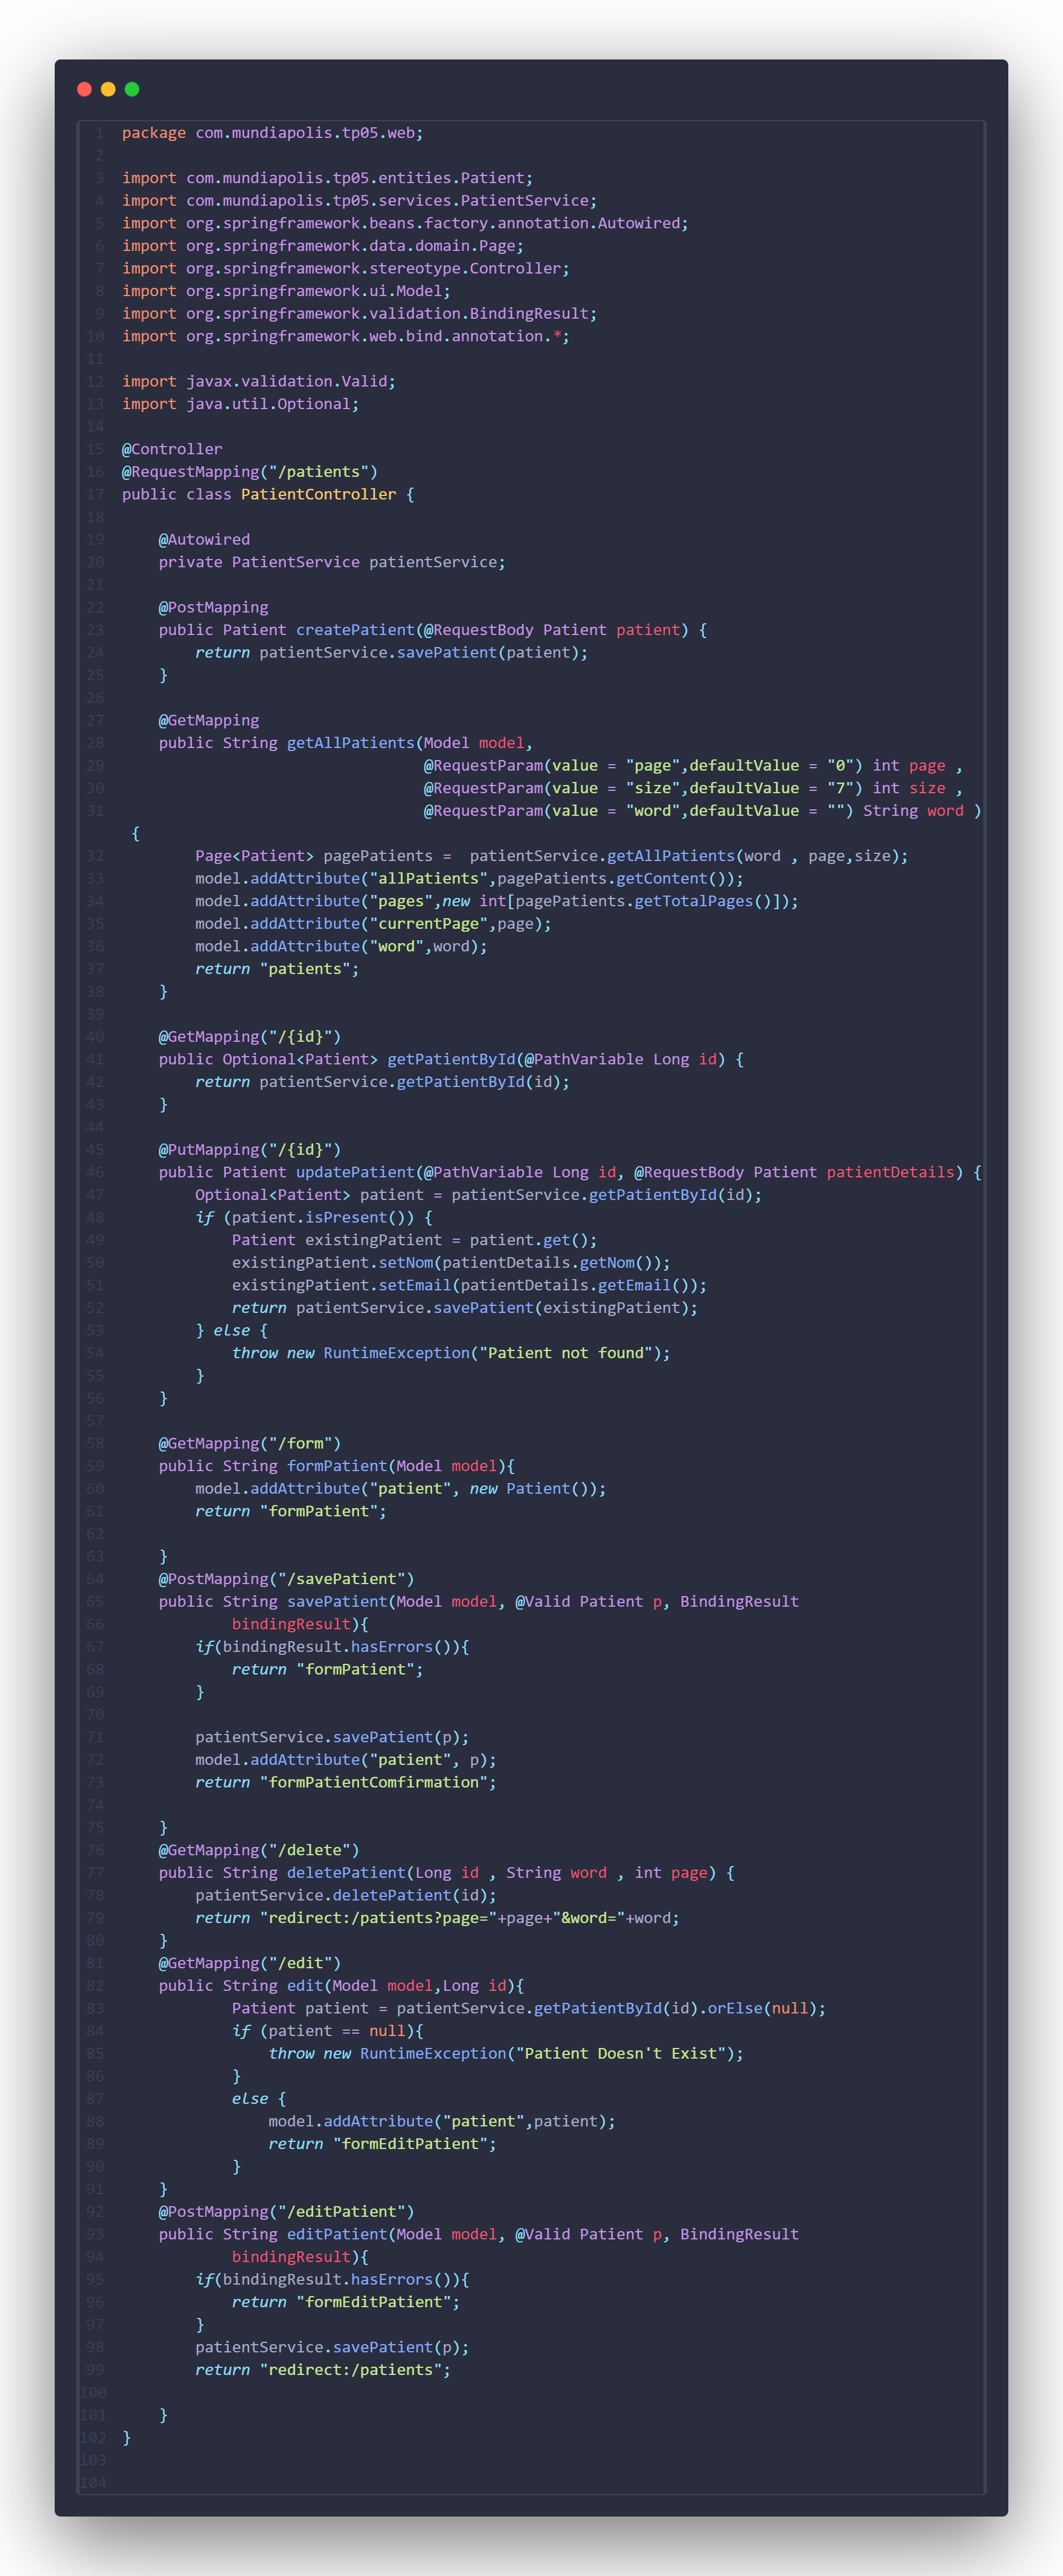 1 package com.mundiapolis.tp05.web;
2
3 import com.mundiapolis.tp05.entities.Patient;
4 import com.mundiapolis.tp05.services.PatientService;
5 import org.springframework.beans.factory.annotation.Autowired;
6 import org.springframework.data.domain.Page;
7 import org.springframework.stereotype.Controller;
8 import org.springframework.ui.Model;
9 import org.springframework.validation.BindingResult;
10 import org.springframework.web.bind.annotation.*;
11
12 import javax.validation.Valid;
13 import java.util.Optional;
14
15 @Controller
16 @RequestMapping("/patients")
17 public class PatientController {
18
19     @Autowired
20     private PatientService patientService;
21
22     @PostMapping
23     public Patient createPatient(@RequestBody Patient patient) {
24         return patientService.savePatient(patient);
25     }
26
27     @GetMapping
28     public String getAllPatients(Model model,
29                                  @RequestParam(value = "page",defaultValue = "0") int page ,
30                                  @RequestParam(value = "size",defaultValue = "7") int size ,
31                                  @RequestParam(value = "word",defaultValue = "") String word )
 {
32         Page<Patient> pagePatients =  patientService.getAllPatients(word , page,size);
33         model.addAttribute("allPatients",pagePatients.getContent());
34         model.addAttribute("pages",new int[pagePatients.getTotalPages()]);
35         model.addAttribute("currentPage",page);
36         model.addAttribute("word",word);
37         return "patients";
38     }
39
40     @GetMapping("/{id}")
41     public Optional<Patient> getPatientById(@PathVariable Long id) {
42         return patientService.getPatientById(id);
43     }
44
45     @PutMapping("/{id}")
46     public Patient updatePatient(@PathVariable Long id, @RequestBody Patient patientDetails) {
47         Optional<Patient> patient = patientService.getPatientById(id);
48         if (patient.isPresent()) {
49             Patient existingPatient = patient.get();
50             existingPatient.setNom(patientDetails.getNom());
51             existingPatient.setEmail(patientDetails.getEmail());
52             return patientService.savePatient(existingPatient);
53         } else {
54             throw new RuntimeException("Patient not found");
55         }
56     }
57
58     @GetMapping("/form")
59     public String formPatient(Model model){
60         model.addAttribute("patient", new Patient());
61         return "formPatient";
62
63     }
64     @PostMapping("/savePatient")
65     public String savePatient(Model model, @Valid Patient p, BindingResult
66             bindingResult){
67         if(bindingResult.hasErrors()){
68             return "formPatient";
69         }
70
71         patientService.savePatient(p);
72         model.addAttribute("patient", p);
73         return "formPatientComfirmation";
74
75     }
76     @GetMapping("/delete")
77     public String deletePatient(Long id , String word , int page) {
78         patientService.deletePatient(id);
79         return "redirect:/patients?page="+page+"&word="+word;
80     }
81     @GetMapping("/edit")
82     public String edit(Model model,Long id){
83             Patient patient = patientService.getPatientById(id).orElse(null);
84             if (patient == null){
85                 throw new RuntimeException("Patient Doesn't Exist");
86             }
87             else {
88                 model.addAttribute("patient",patient);
89                 return "formEditPatient";
90             }
91     }
92     @PostMapping("/editPatient")
93     public String editPatient(Model model, @Valid Patient p, BindingResult
94             bindingResult){
95         if(bindingResult.hasErrors()){
96             return "formEditPatient";
97         }
98         patientService.savePatient(p);
99         return "redirect:/patients";
100
101     }
102 }
103
104